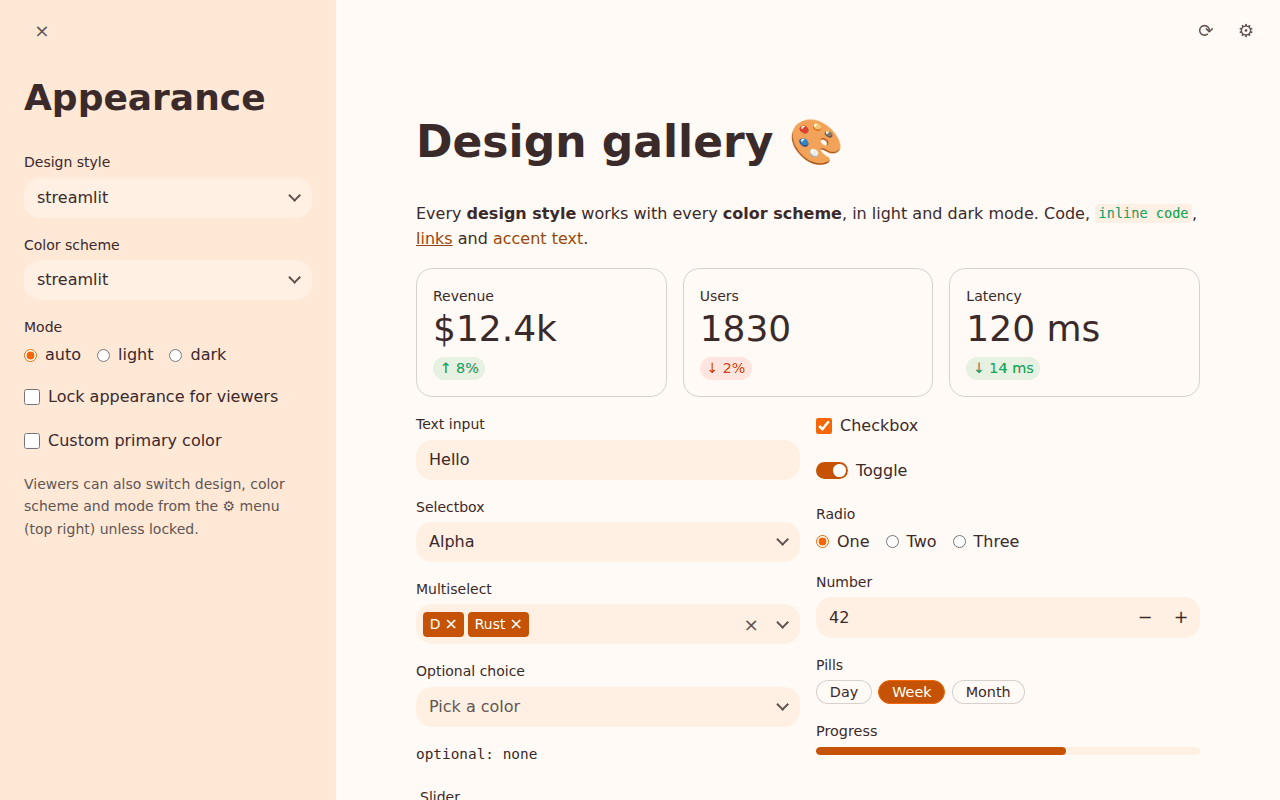 Appearance
Design style
streamlit
Color scheme
streamlit
Mode
auto light dark
Lock appearance for viewers
Custom primary color
Viewers can also switch design, color
scheme and mode from the ⚙ menu
(top right) unless locked.
Design gallery 🎨
Every design style works with every color scheme, in light and dark mode. Code, inline code,
links and accent text.
Revenue
$12.4k
↑ 8%
Users
1830
↓ 2%
Latency
120 ms
↓ 14 ms
Text input
Hello
Selectbox
Alpha
Multiselect
D ✕ Rust ✕
Optional choice
Pick a color
optional: none
Slider
Checkbox
Toggle
Radio
One Two Three
Number
42
Pills
Day Week Month
Progress